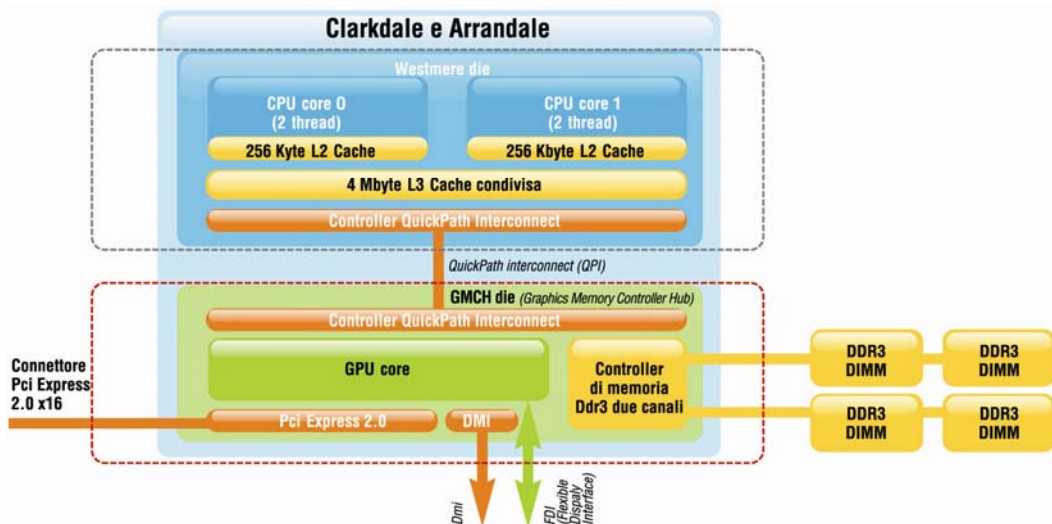 Clarkdale e Arrandale
Westmere die
CPU core 0
(2 thread)
CPU core 1
(2 thread)
256 Kyte L2 Cache
256 Kbyte L2 Cache
4 Mbyte L3 Cache condivisa
Controller QuickPath Interconnect
QuickPath interconnect (QPI)
GMCH die (Graphics Memory Controller Hub)
Controller QuickPath Interconnect
GPU core
Controller
di memoria
Ddr3 due canali
DDR3
DIMM
DDR3
DIMM
DDR3
DIMM
DDR3
DIMM
Connettore
Pci Express
2.0 x16
Pci Express 2.0
DMI
Dmi
FDI
(Flexible
Dispaly
Interface)